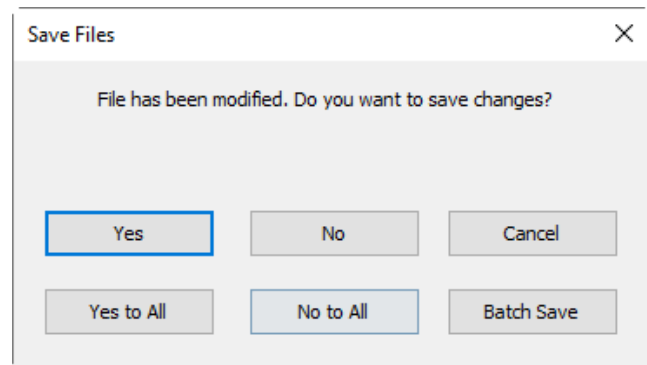 Save Files
File has been modified. Do you want to save changes?
Yes No Cancel
Yes to All No to All Batch Save